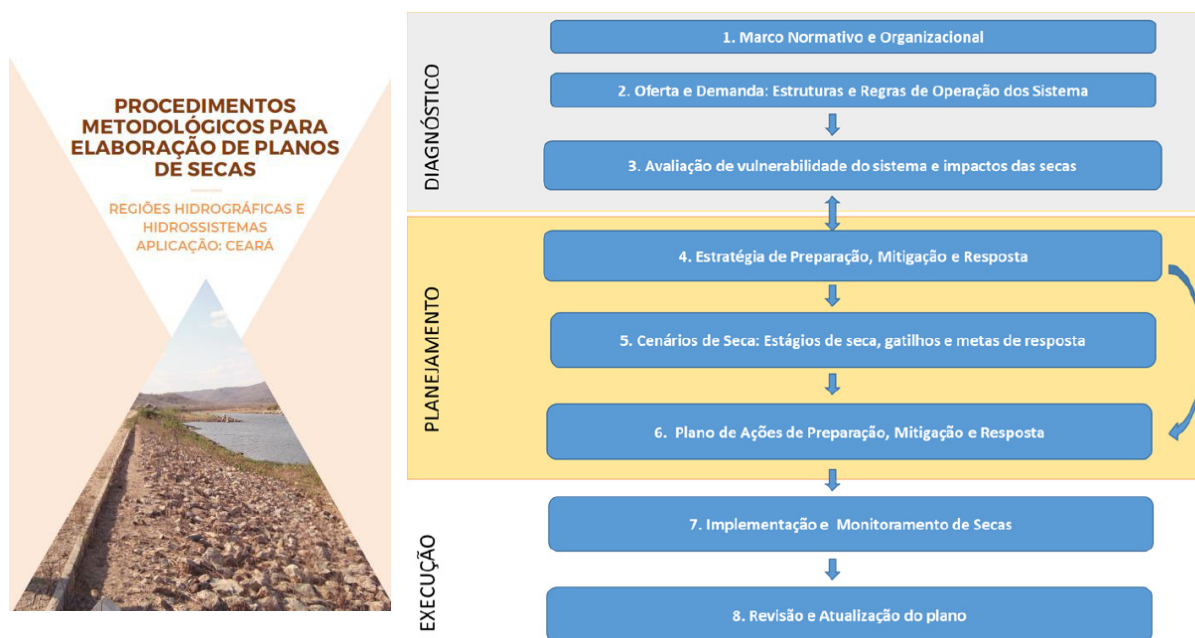 PROCEDIMENTOS
METODOLÓGICOS PARA
ELABORAÇÃO DE PLANOS
DE SECAS
REGIÕES HIDROGRÁFICAS E
HIDROSSISTEMAS
APLICAÇÃO: CEARÁ
DIAGNÓSTICO
1. Marco Normativo e Organizacional
2. Oferta e Demanda: Estruturas e Regras de Operação dos Sistema
3. Avaliação de vulnerabilidade do sistema e impactos das secas
PLANEJAMENTO
4. Estratégia de Preparação, Mitigação e Resposta
5. Cenários de Seca: Estágios de seca, gatilhos e metas de resposta
6. Plano de Ações de Preparação, Mitigação e Resposta
EXECUÇÃO
7. Implementação e Monitoramento de Secas
8. Revisão e Atualização do plano